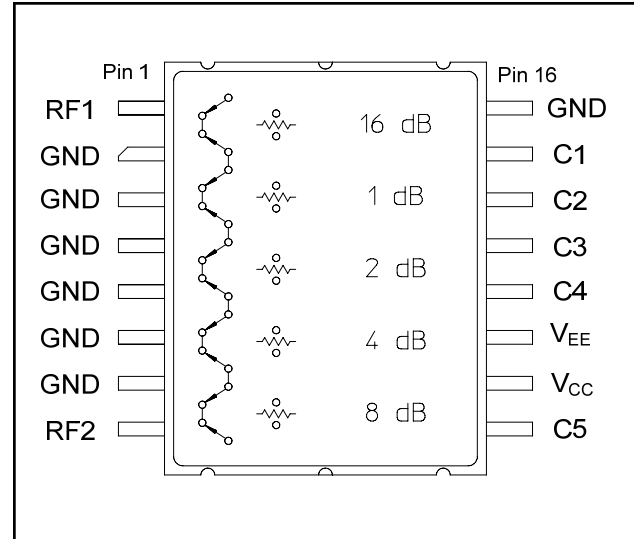 Pin 1
Pin 16
RF1
16 dB
GND
GND
C1
GND
1 dB
C2
GND
2 dB
C3
GND
C4
GND
4 dB
VEE
GND
VCC
RF2
8 dB
C5